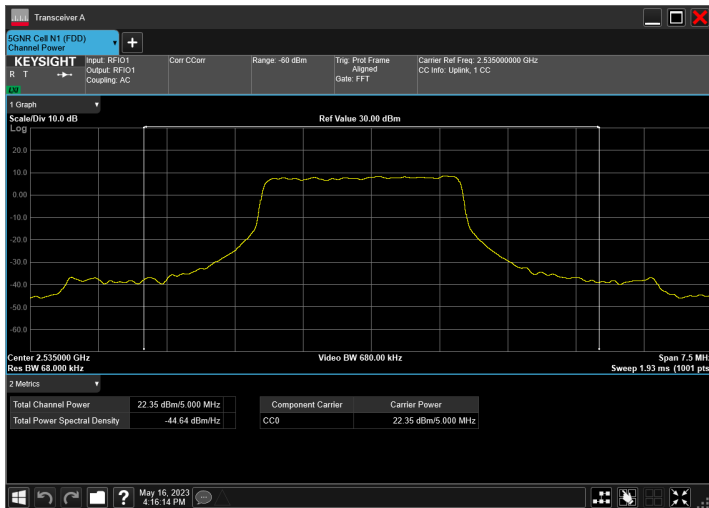 Transceiver A
5GNR Cell N1 (FDD)
Channel Power
KEYSIGHT
R T
LXI
Input: RFIO1
Output: RFIO1
Coupling: AC
Corr CCorr
Range: -60 dBm
Trig: Prot Frame
Aligned
Gate: FFT
Carrier Ref Freq: 2.535000000 GHz
CC Info: Uplink, 1 CC
1 Graph
Scale/Div 10.0 dB
Ref Value 30.00 dBm
Log
20.0
10.0
0.00
-10.0
-20.0
-30.0
-40.0
-50.0
-60.0
Center 2.535000 GHz
Video BW 680.00 kHz
Span 7.5 MHz
Res BW 68.000 kHz
Sweep 1.93 ms (1001 pts
2 Metrics
Total Channel Power 22.35 dBm/5.000 MHz
Total Power Spectral Density -44.64 dBm/Hz
Component Carrier Carrier Power
CC0 22.35 dBm/5.000 MHz
?
May 16, 2023
4:16:14 PM